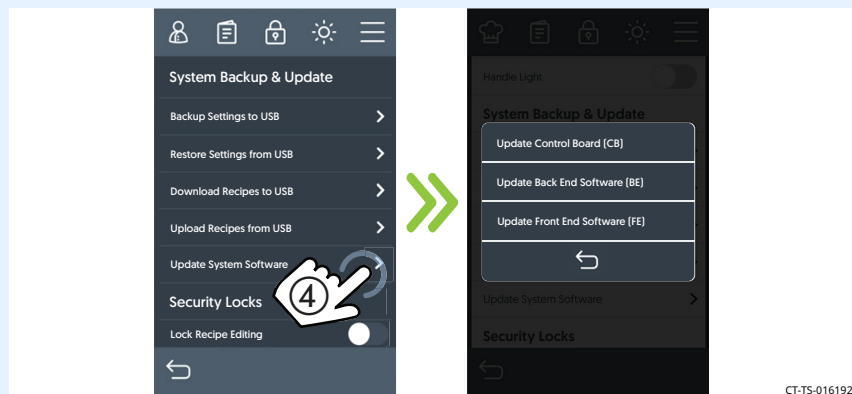 System Backup & Update
Backup Settings to USB
Restore Settings from USB
Download Recipes to USB
Upload Recipes from USB
Update System Software
Security Locks
4
Lock Recipe Editing
Handle Light
System Backup & Update
Update Control Board (CB)
Update Back End Software (BE)
Update Front End Software (FE)
Update System Software
Security Locks
CT-TS-016192